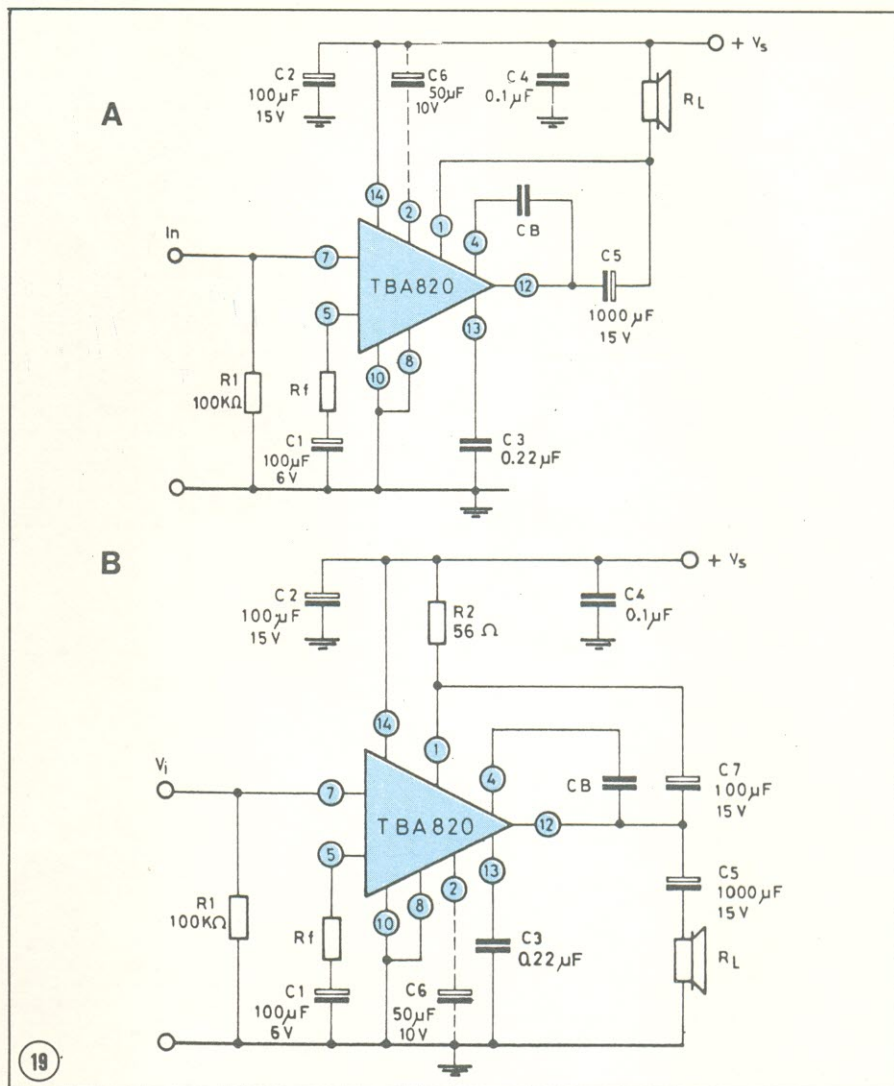 A
+ Vs
C2
100µF
15V
C6
50µF
10V
C4
0.1µF
RL
14
2
1
4
CB
In
7
TBA820
12
C5
1000µF
15V
5
13
8
10
R1
100KΩ
Rf
C1
100µF
6V
C3
0.22µF
B
+ Vs
C2
100µF
15V
R2
56 Ω
C4
0.1µF
14
1
4
Vi
7
TBA820
12
CB
C7
100µF
15V
5
13
2
8
10
C5
1000µF
15V
R1
100KΩ
Rf
C1
100µF
6V
C6
50µF
10V
C3
0.22µF
RL
19